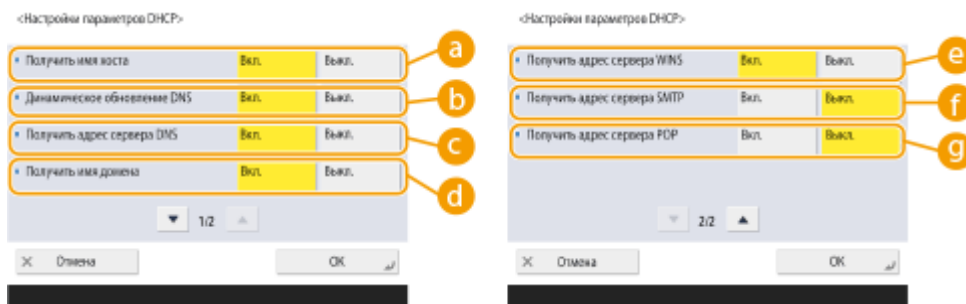 <Настройки параметров DHCP>
Получить имя хоста Вкл. Выкл. a
Динамическое обновление DNS Вкл. Выкл. b
Получить адрес сервера DNS Вкл. Выкл. c
Получить имя домена Вкл. Выкл. d
1/2
Отмена OK
<Настройки параметров DHCP>
Получить адрес сервера WINS Вкл. Выкл. e
Получить адрес сервера SMTP Вкл. Выкл. f
Получить адрес сервера POP Вкл. Выкл. g
2/2
Отмена OK